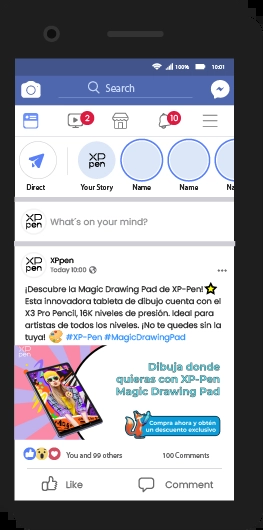 100% 10:01
Search
2 10
XP
pen
Direct Your Story Name Name Na
XP
pen What's on your mind?
XP
pen
XPpen
Today 10:00
¡Descubre la Magic Drawing Pad de XP-Pen!⭐
Esta innovadora tableta de dibujo cuenta con el
X3 Pro Pencil, 16K niveles de presión. Ideal para
artistas de todos los niveles. ¡No te quedes sin la
tuya! 🎨 #XP-Pen #MagicDrawingPad
XP
pen
Dibuja donde
quieras con XP-Pen
Magic Drawing Pad
Compra ahora y obtén
un descuento exclusivo
You and 99 others 100 Comments
Like Comment